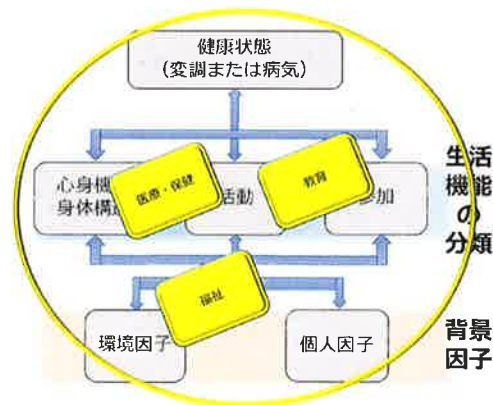 健康状態
（変調または病気）
心身機
身体構造
医療・保健
活動
教育
参加
生活
機能
の
分類
福祉
環境因子
個人因子
背景
因子